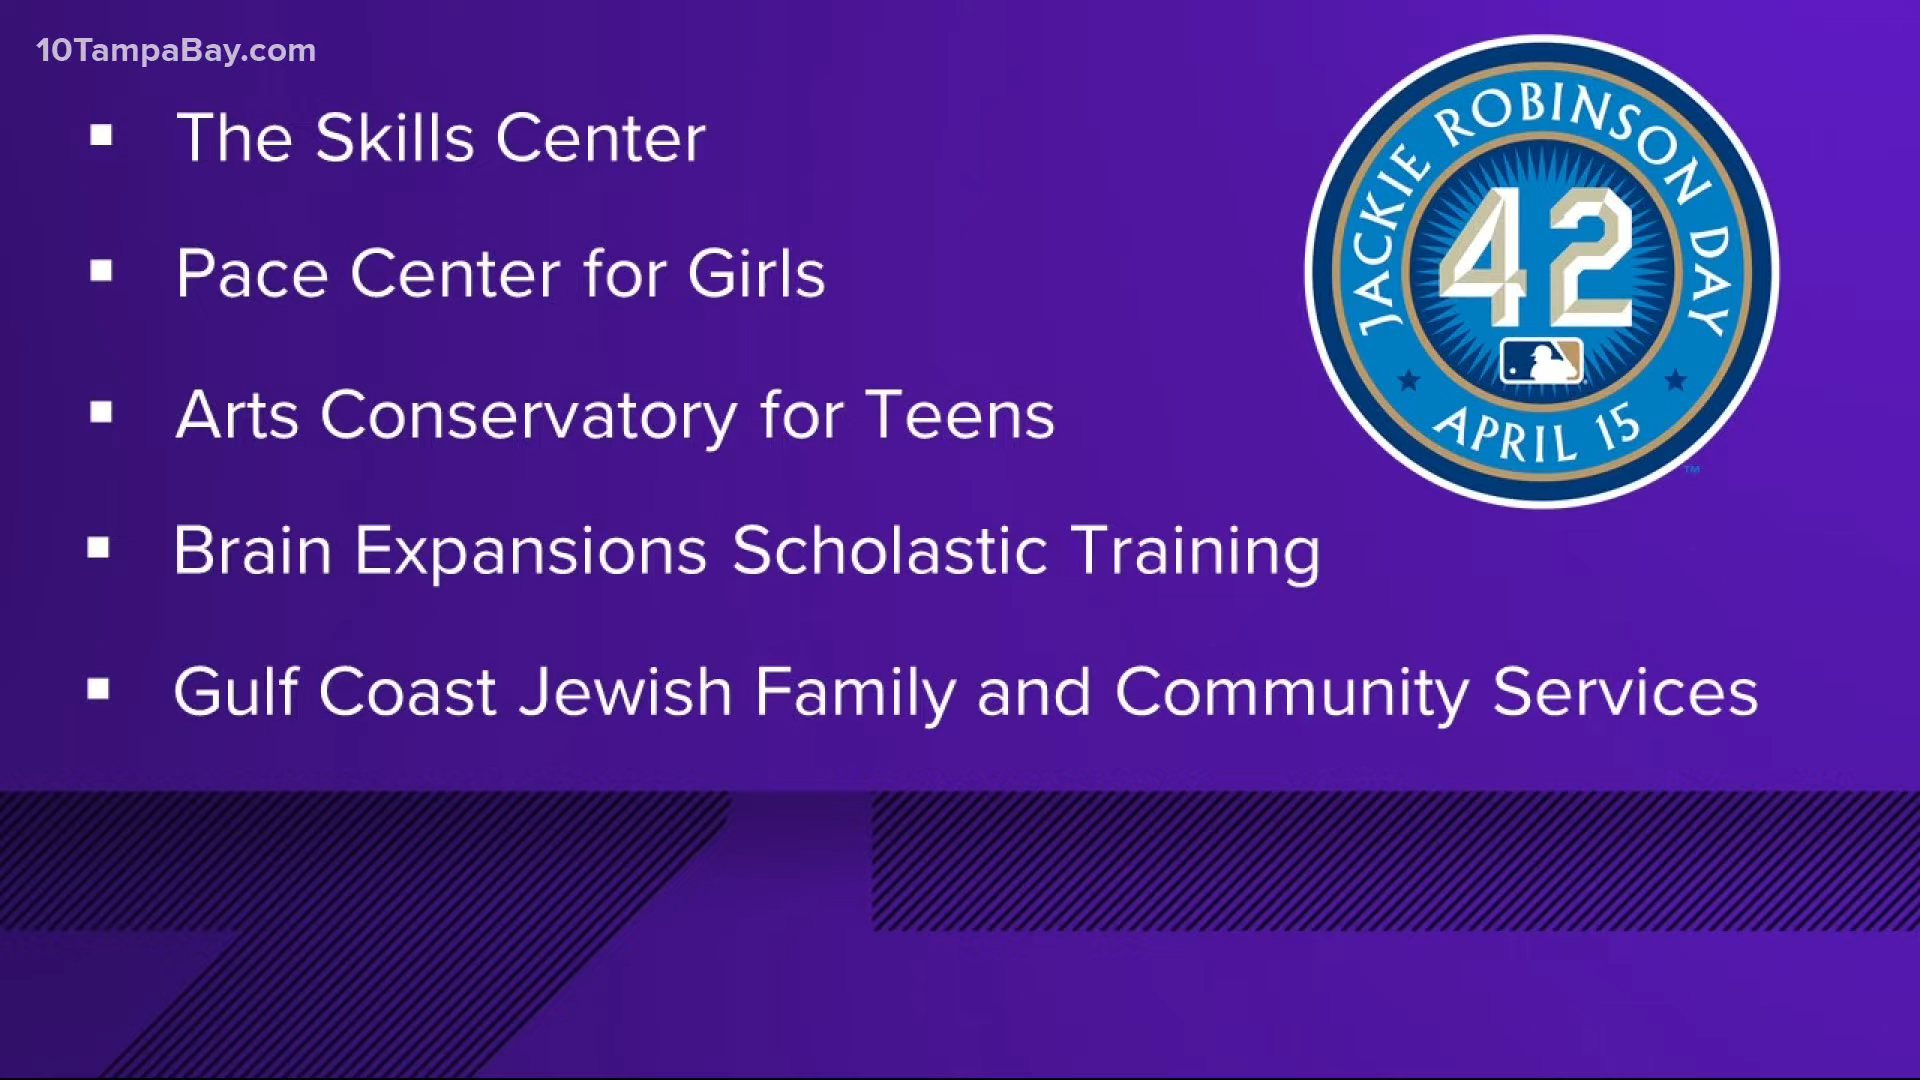 10TampaBay.com
The Skills Center
Pace Center for Girls
Arts Conservatory for Teens
Brain Expansions Scholastic Training
Gulf Coast Jewish Family and Community Services
JACKIE ROBINSON DAY
42
APRIL 15
TM